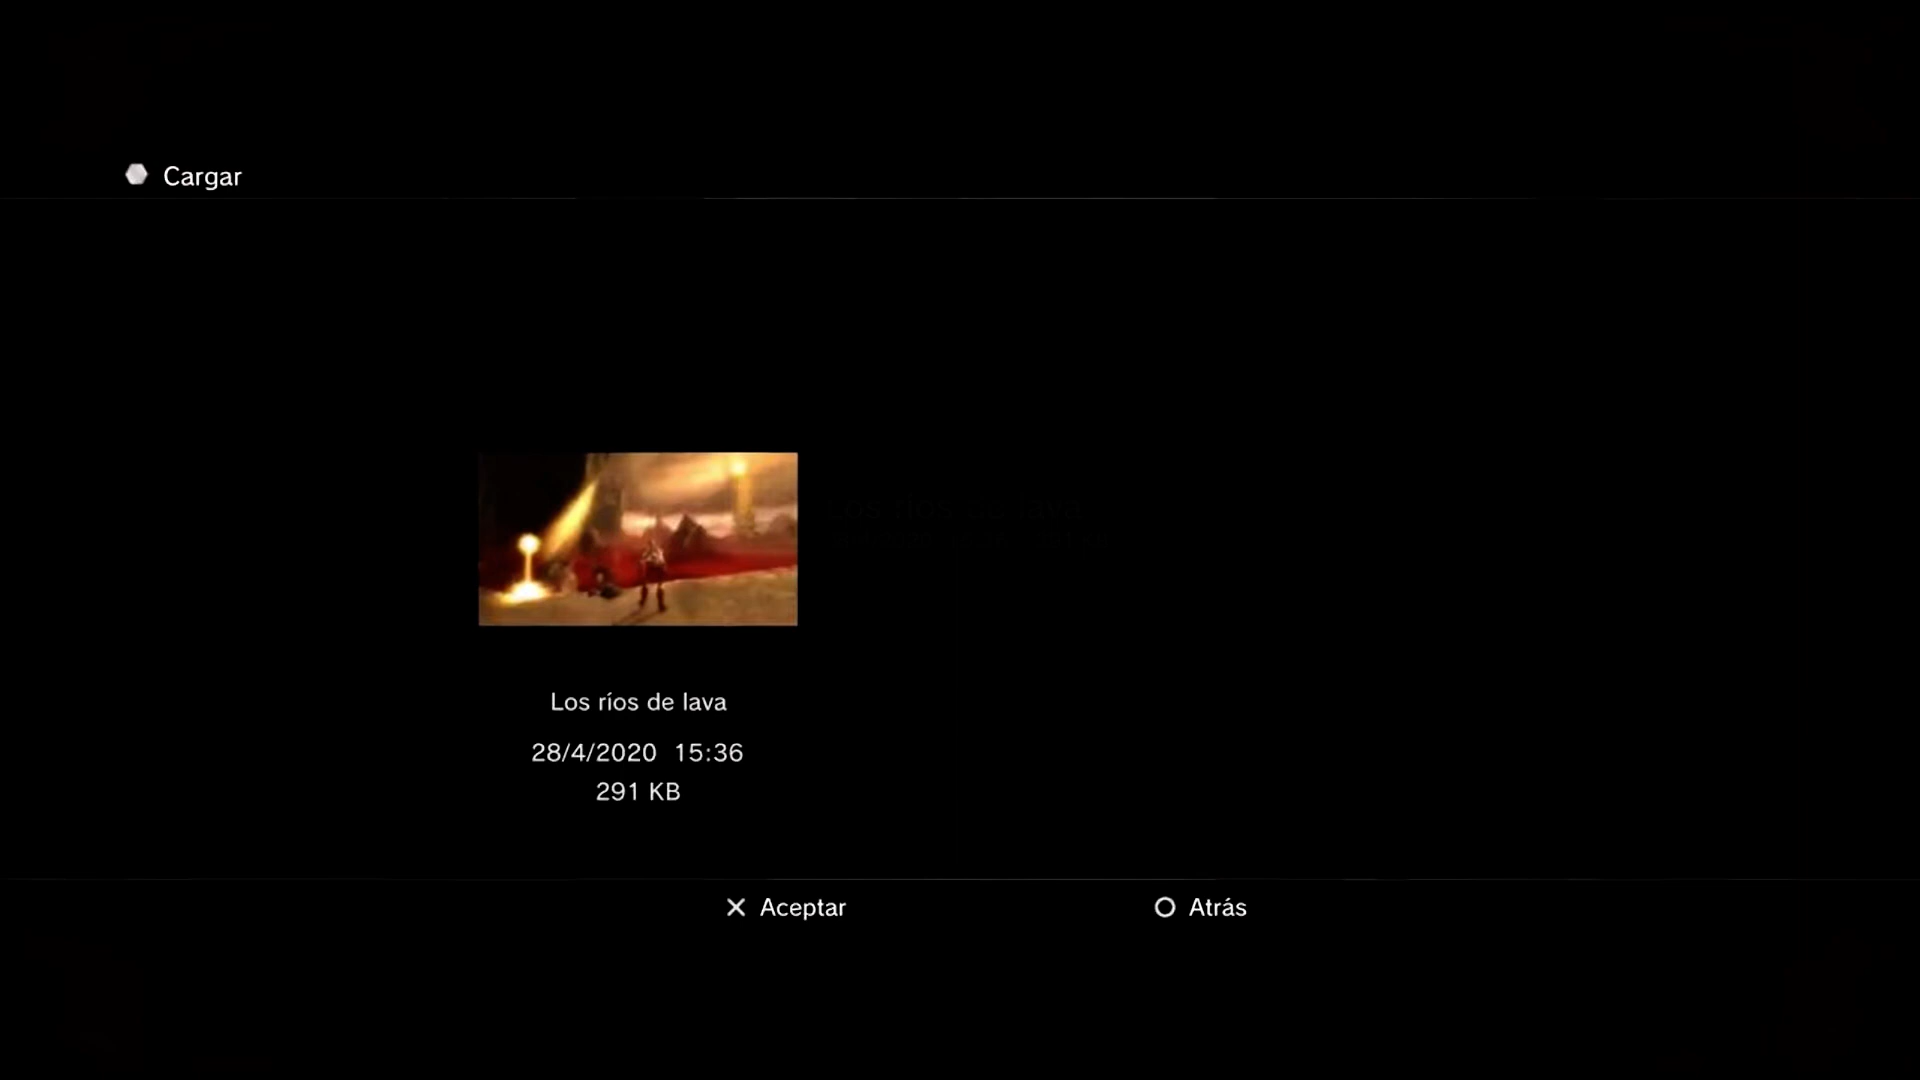 Cargar
Los ríos de lava
28/4/2020 15:36
291 KB
Aceptar
Atrás